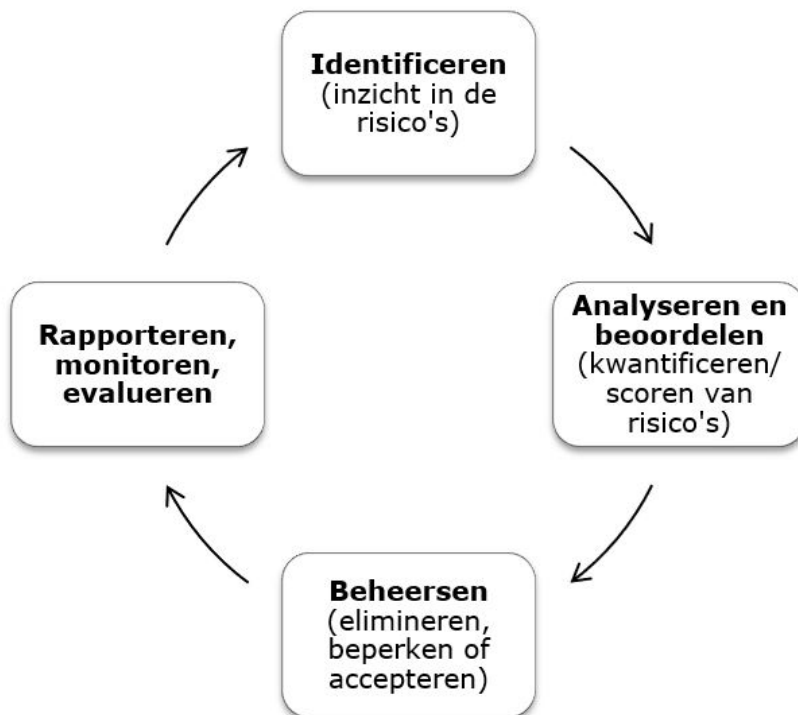 Identificeren
(inzicht in de
risico's)
Analyseren en
beoordelen
(kwantificeren/
scoren van
risico's)
Beheersen
(elimineren,
beperken of
accepteren)
Rapporteren,
monitoren,
evalueren